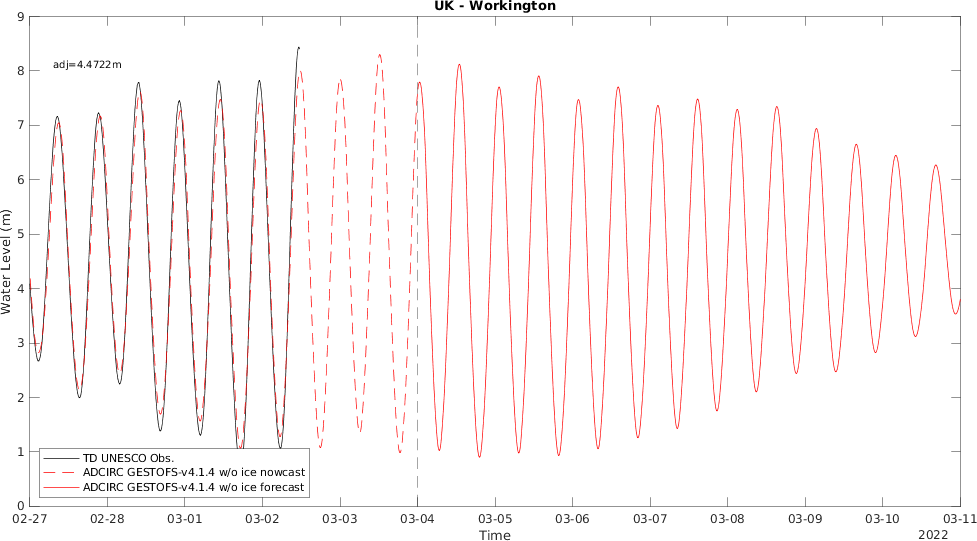 UK - Workington
adj=4.4722m
Water Level (m)
9
8
7
6
5
4
3
2
1
0
TD UNESCO Obs.
ADCIRC GESTOFS-v4.1.4 w/o ice nowcast
ADCIRC GESTOFS-v4.1.4 w/o ice forecast
02-27 02-28 03-01 03-02 03-03 03-04 03-05 03-06 03-07 03-08 03-09 03-10 03-11
Time
2022